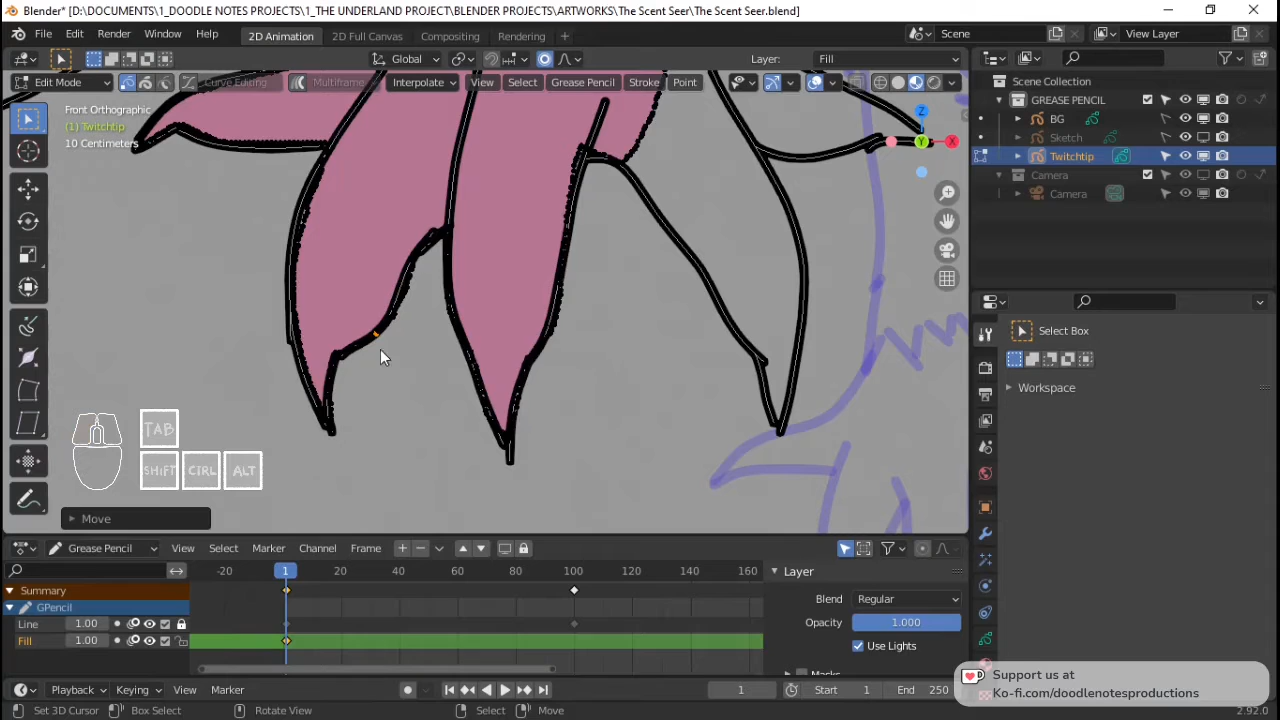 Blender* [D:\DOCUMENTS\1_DOODLE NOTES PROJECTS\1_THE UNDERLAND PROJECT\BLENDER PROJECTS\ARTWORKS\The Scent Seer\The Scent Seer.blend]
File Edit Render Window Help 2D Animation 2D Full Canvas Compositing Rendering Scene View Layer
Global Layer: Fill
Edit Mode Curve Editing Multiframe Interpolate View Select Grease Pencil Stroke Point
Scene Collection
Front Orthographic
GREASE PENCIL
(1) Twitchtip
BG
10 Centimeters
Sketch
Z
X
Y
Twitchtip
Camera
Camera
Select Box
Workspace
TAB
SHIFT CTRL ALT
Move
Grease Pencil View Select Marker Channel Frame
-20 1 20 40 60 80 100 120 140 160
Layer
Summary
Blend Regular
GPencil
Line 1.00
Opacity 1.000
Fill 1.00
Use Lights
Masks
Support us at
Ko-fi.com/doodlenotesproductions
Playback Keying View Marker 1 Start 1 End 250
Set 3D Cursor Box Select Rotate View Select Move 2.92.0